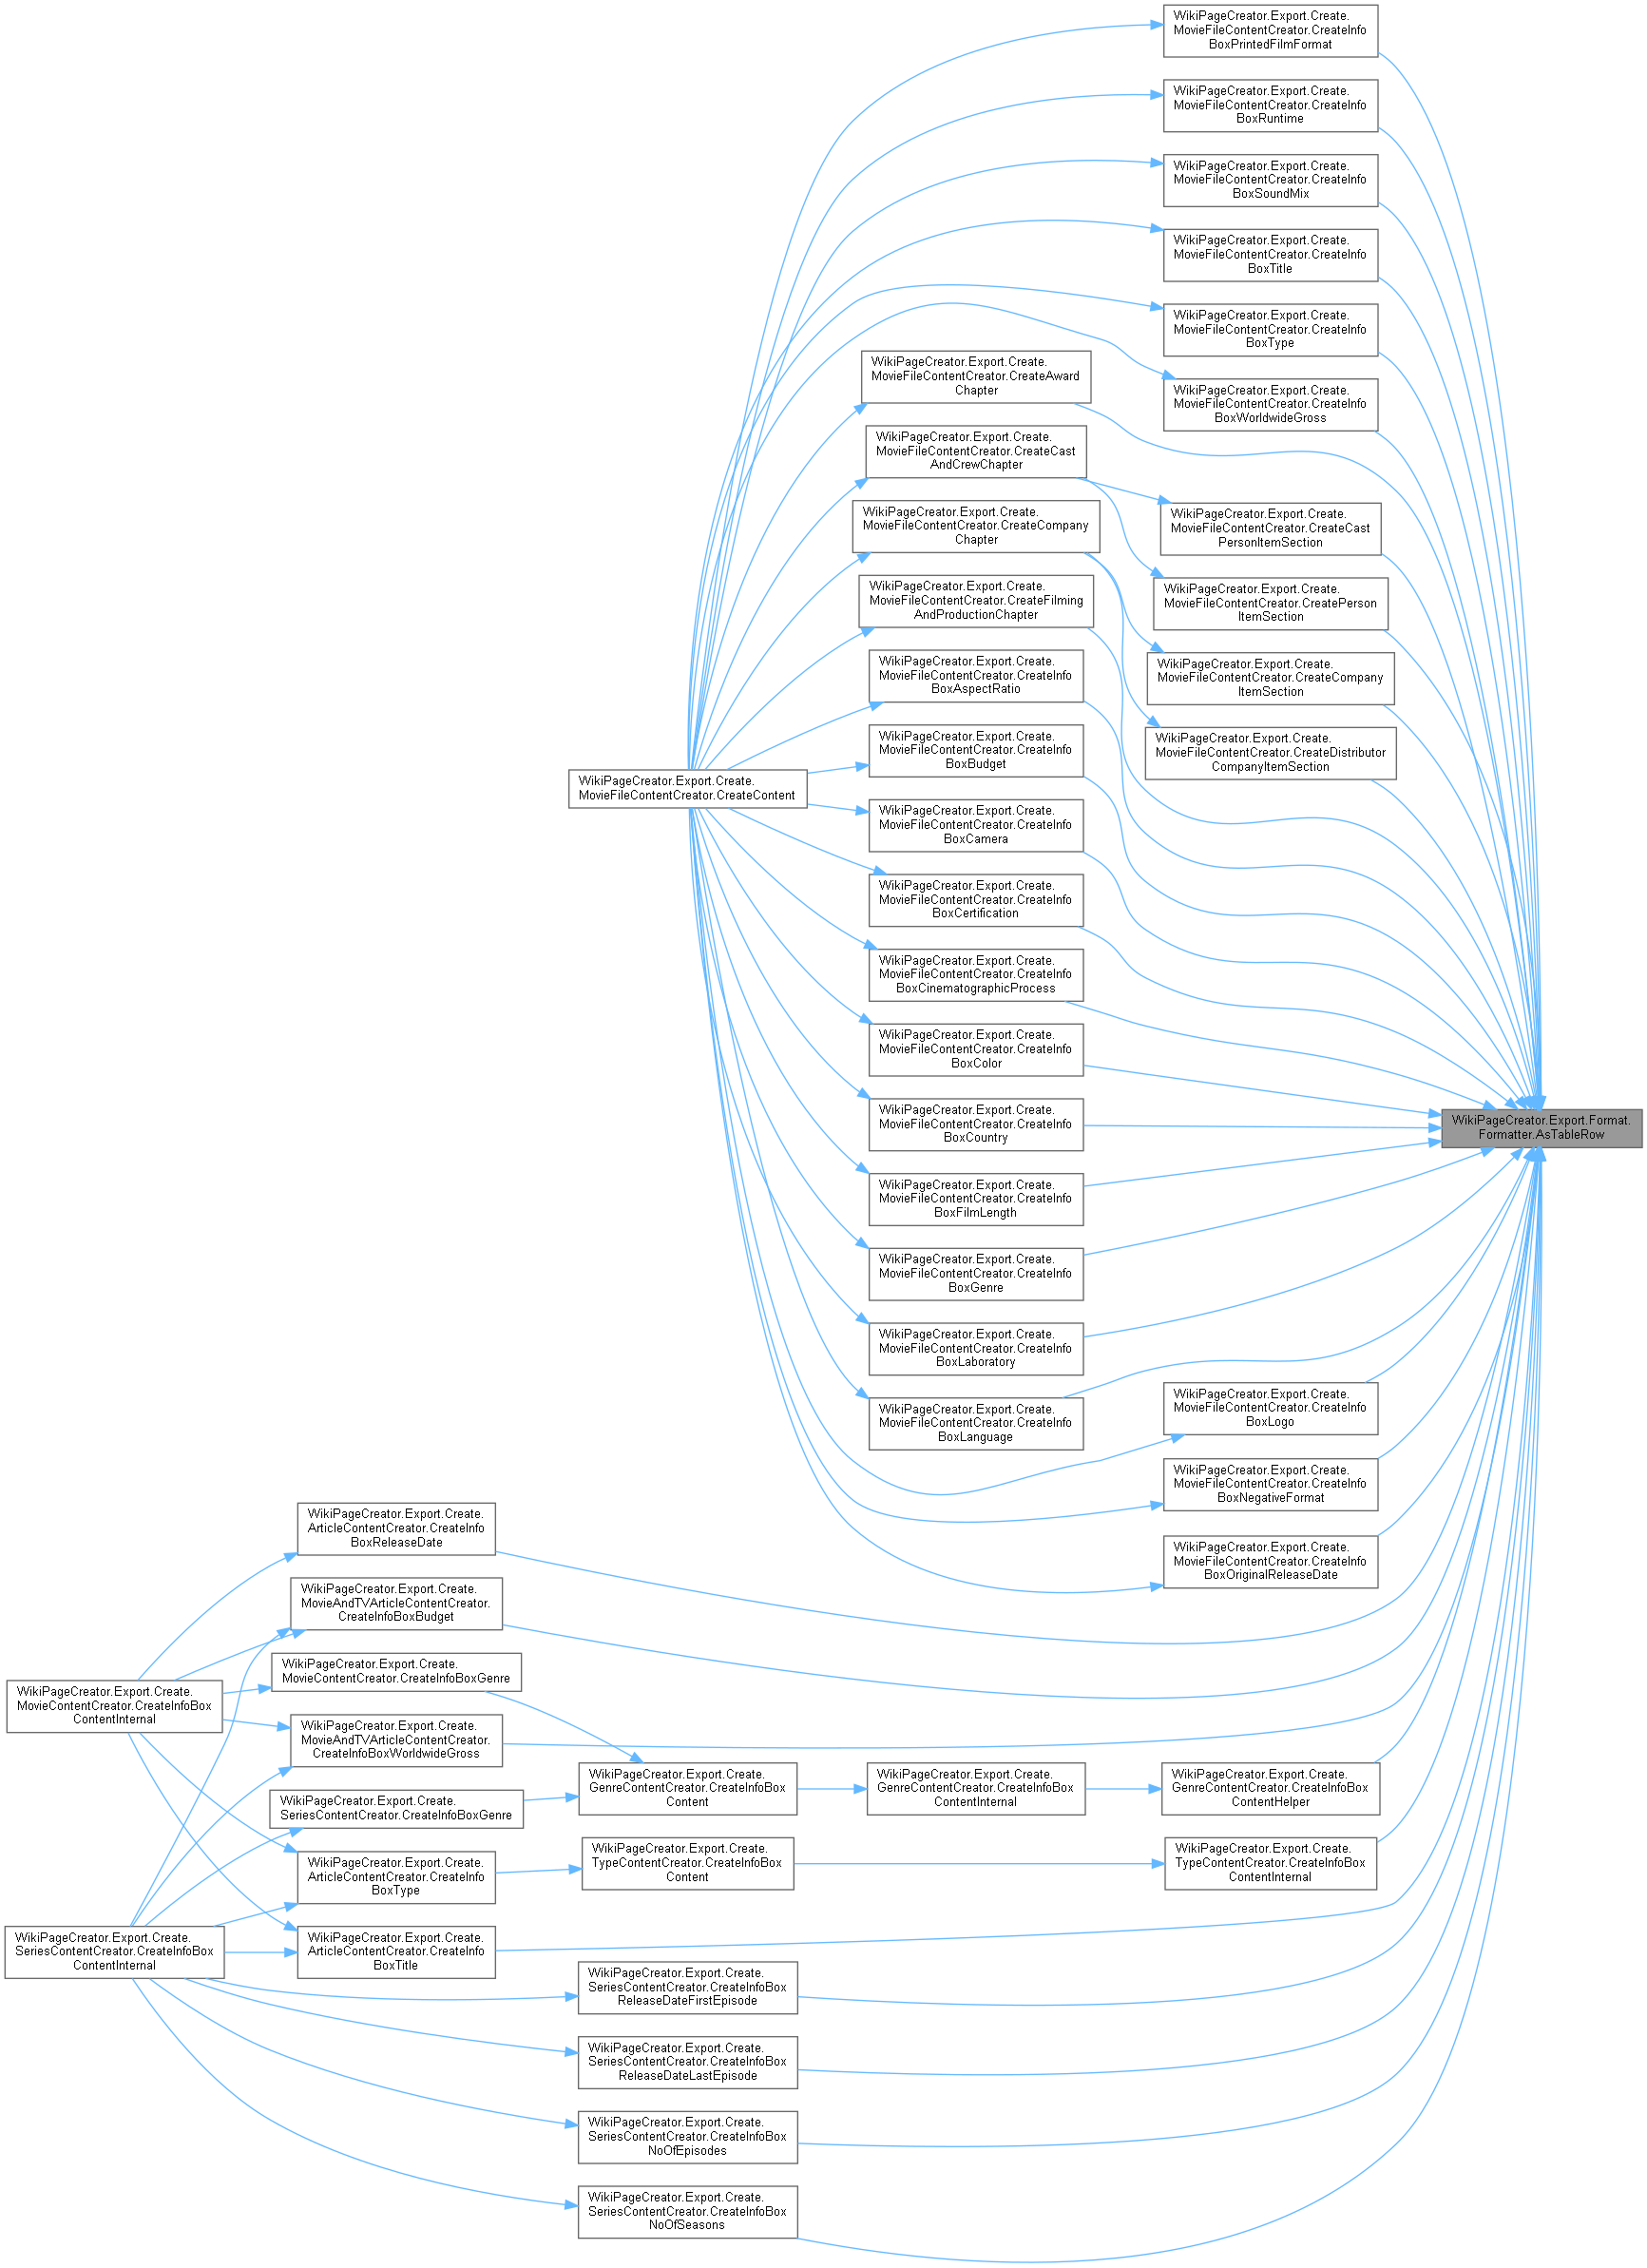 WikiPageCreator.Export.Create.
MovieFileContentCreator.CreateInfo
BoxPrintedFilmFormat
WikiPageCreator.Export.Create.
MovieFileContentCreator.CreateInfo
BoxRuntime
WikiPageCreator.Export.Create.
MovieFileContentCreator.CreateInfo
BoxSoundMix
WikiPageCreator.Export.Create.
MovieFileContentCreator.CreateInfo
BoxTitle
WikiPageCreator.Export.Create.
MovieFileContentCreator.CreateInfo
BoxType
WikiPageCreator.Export.Create.
MovieFileContentCreator.CreateAward
Chapter
WikiPageCreator.Export.Create.
MovieFileContentCreator.CreateInfo
BoxWorldwideGross
WikiPageCreator.Export.Create.
MovieFileContentCreator.CreateCast
AndCrewChapter
WikiPageCreator.Export.Create.
MovieFileContentCreator.CreateCompany
Chapter
WikiPageCreator.Export.Create.
MovieFileContentCreator.CreateCast
PersonItemSection
WikiPageCreator.Export.Create.
MovieFileContentCreator.CreateFilming
AndProductionChapter
WikiPageCreator.Export.Create.
MovieFileContentCreator.CreatePerson
ItemSection
WikiPageCreator.Export.Create.
MovieFileContentCreator.CreateInfo
BoxAspectRatio
WikiPageCreator.Export.Create.
MovieFileContentCreator.CreateCompany
ItemSection
WikiPageCreator.Export.Create.
MovieFileContentCreator.CreateInfo
BoxBudget
WikiPageCreator.Export.Create.
MovieFileContentCreator.CreateDistributor
CompanyItemSection
WikiPageCreator.Export.Create.
MovieFileContentCreator.CreateContent
WikiPageCreator.Export.Create.
MovieFileContentCreator.CreateInfo
BoxCamera
WikiPageCreator.Export.Create.
MovieFileContentCreator.CreateInfo
BoxCertification
WikiPageCreator.Export.Create.
MovieFileContentCreator.CreateInfo
BoxCinematographicProcess
WikiPageCreator.Export.Create.
MovieFileContentCreator.CreateInfo
BoxColor
WikiPageCreator.Export.Create.
MovieFileContentCreator.CreateInfo
BoxCountry
WikiPageCreator.Export.Format.
Formatter.AsTableRow
WikiPageCreator.Export.Create.
MovieFileContentCreator.CreateInfo
BoxFilmLength
WikiPageCreator.Export.Create.
MovieFileContentCreator.CreateInfo
BoxGenre
WikiPageCreator.Export.Create.
MovieFileContentCreator.CreateInfo
BoxLaboratory
WikiPageCreator.Export.Create.
MovieFileContentCreator.CreateInfo
BoxLanguage
WikiPageCreator.Export.Create.
MovieFileContentCreator.CreateInfo
BoxLogo
WikiPageCreator.Export.Create.
MovieFileContentCreator.CreateInfo
BoxNegativeFormat
WikiPageCreator.Export.Create.
MovieFileContentCreator.CreateInfo
BoxOriginalReleaseDate
WikiPageCreator.Export.Create.
ArticleContentCreator.CreateInfo
BoxReleaseDate
WikiPageCreator.Export.Create.
MovieAndTVArticleContentCreator.
CreateInfoBoxBudget
WikiPageCreator.Export.Create.
MovieContentCreator.CreateInfoBoxGenre
WikiPageCreator.Export.Create.
MovieContentCreator.CreateInfoBox
ContentInternal
WikiPageCreator.Export.Create.
MovieAndTVArticleContentCreator.
CreateInfoBoxWorldwideGross
WikiPageCreator.Export.Create.
GenreContentCreator.CreateInfoBox
Content
WikiPageCreator.Export.Create.
GenreContentCreator.CreateInfoBox
ContentInternal
WikiPageCreator.Export.Create.
GenreContentCreator.CreateInfoBox
ContentHelper
WikiPageCreator.Export.Create.
SeriesContentCreator.CreateInfoBoxGenre
WikiPageCreator.Export.Create.
ArticleContentCreator.CreateInfo
BoxType
WikiPageCreator.Export.Create.
TypeContentCreator.CreateInfoBox
Content
WikiPageCreator.Export.Create.
TypeContentCreator.CreateInfoBox
ContentInternal
WikiPageCreator.Export.Create.
SeriesContentCreator.CreateInfoBox
ContentInternal
WikiPageCreator.Export.Create.
ArticleContentCreator.CreateInfo
BoxTitle
WikiPageCreator.Export.Create.
SeriesContentCreator.CreateInfoBox
ReleaseDateFirstEpisode
WikiPageCreator.Export.Create.
SeriesContentCreator.CreateInfoBox
ReleaseDateLastEpisode
WikiPageCreator.Export.Create.
SeriesContentCreator.CreateInfoBox
NoOfEpisodes
WikiPageCreator.Export.Create.
SeriesContentCreator.CreateInfoBox
NoOfSeasons